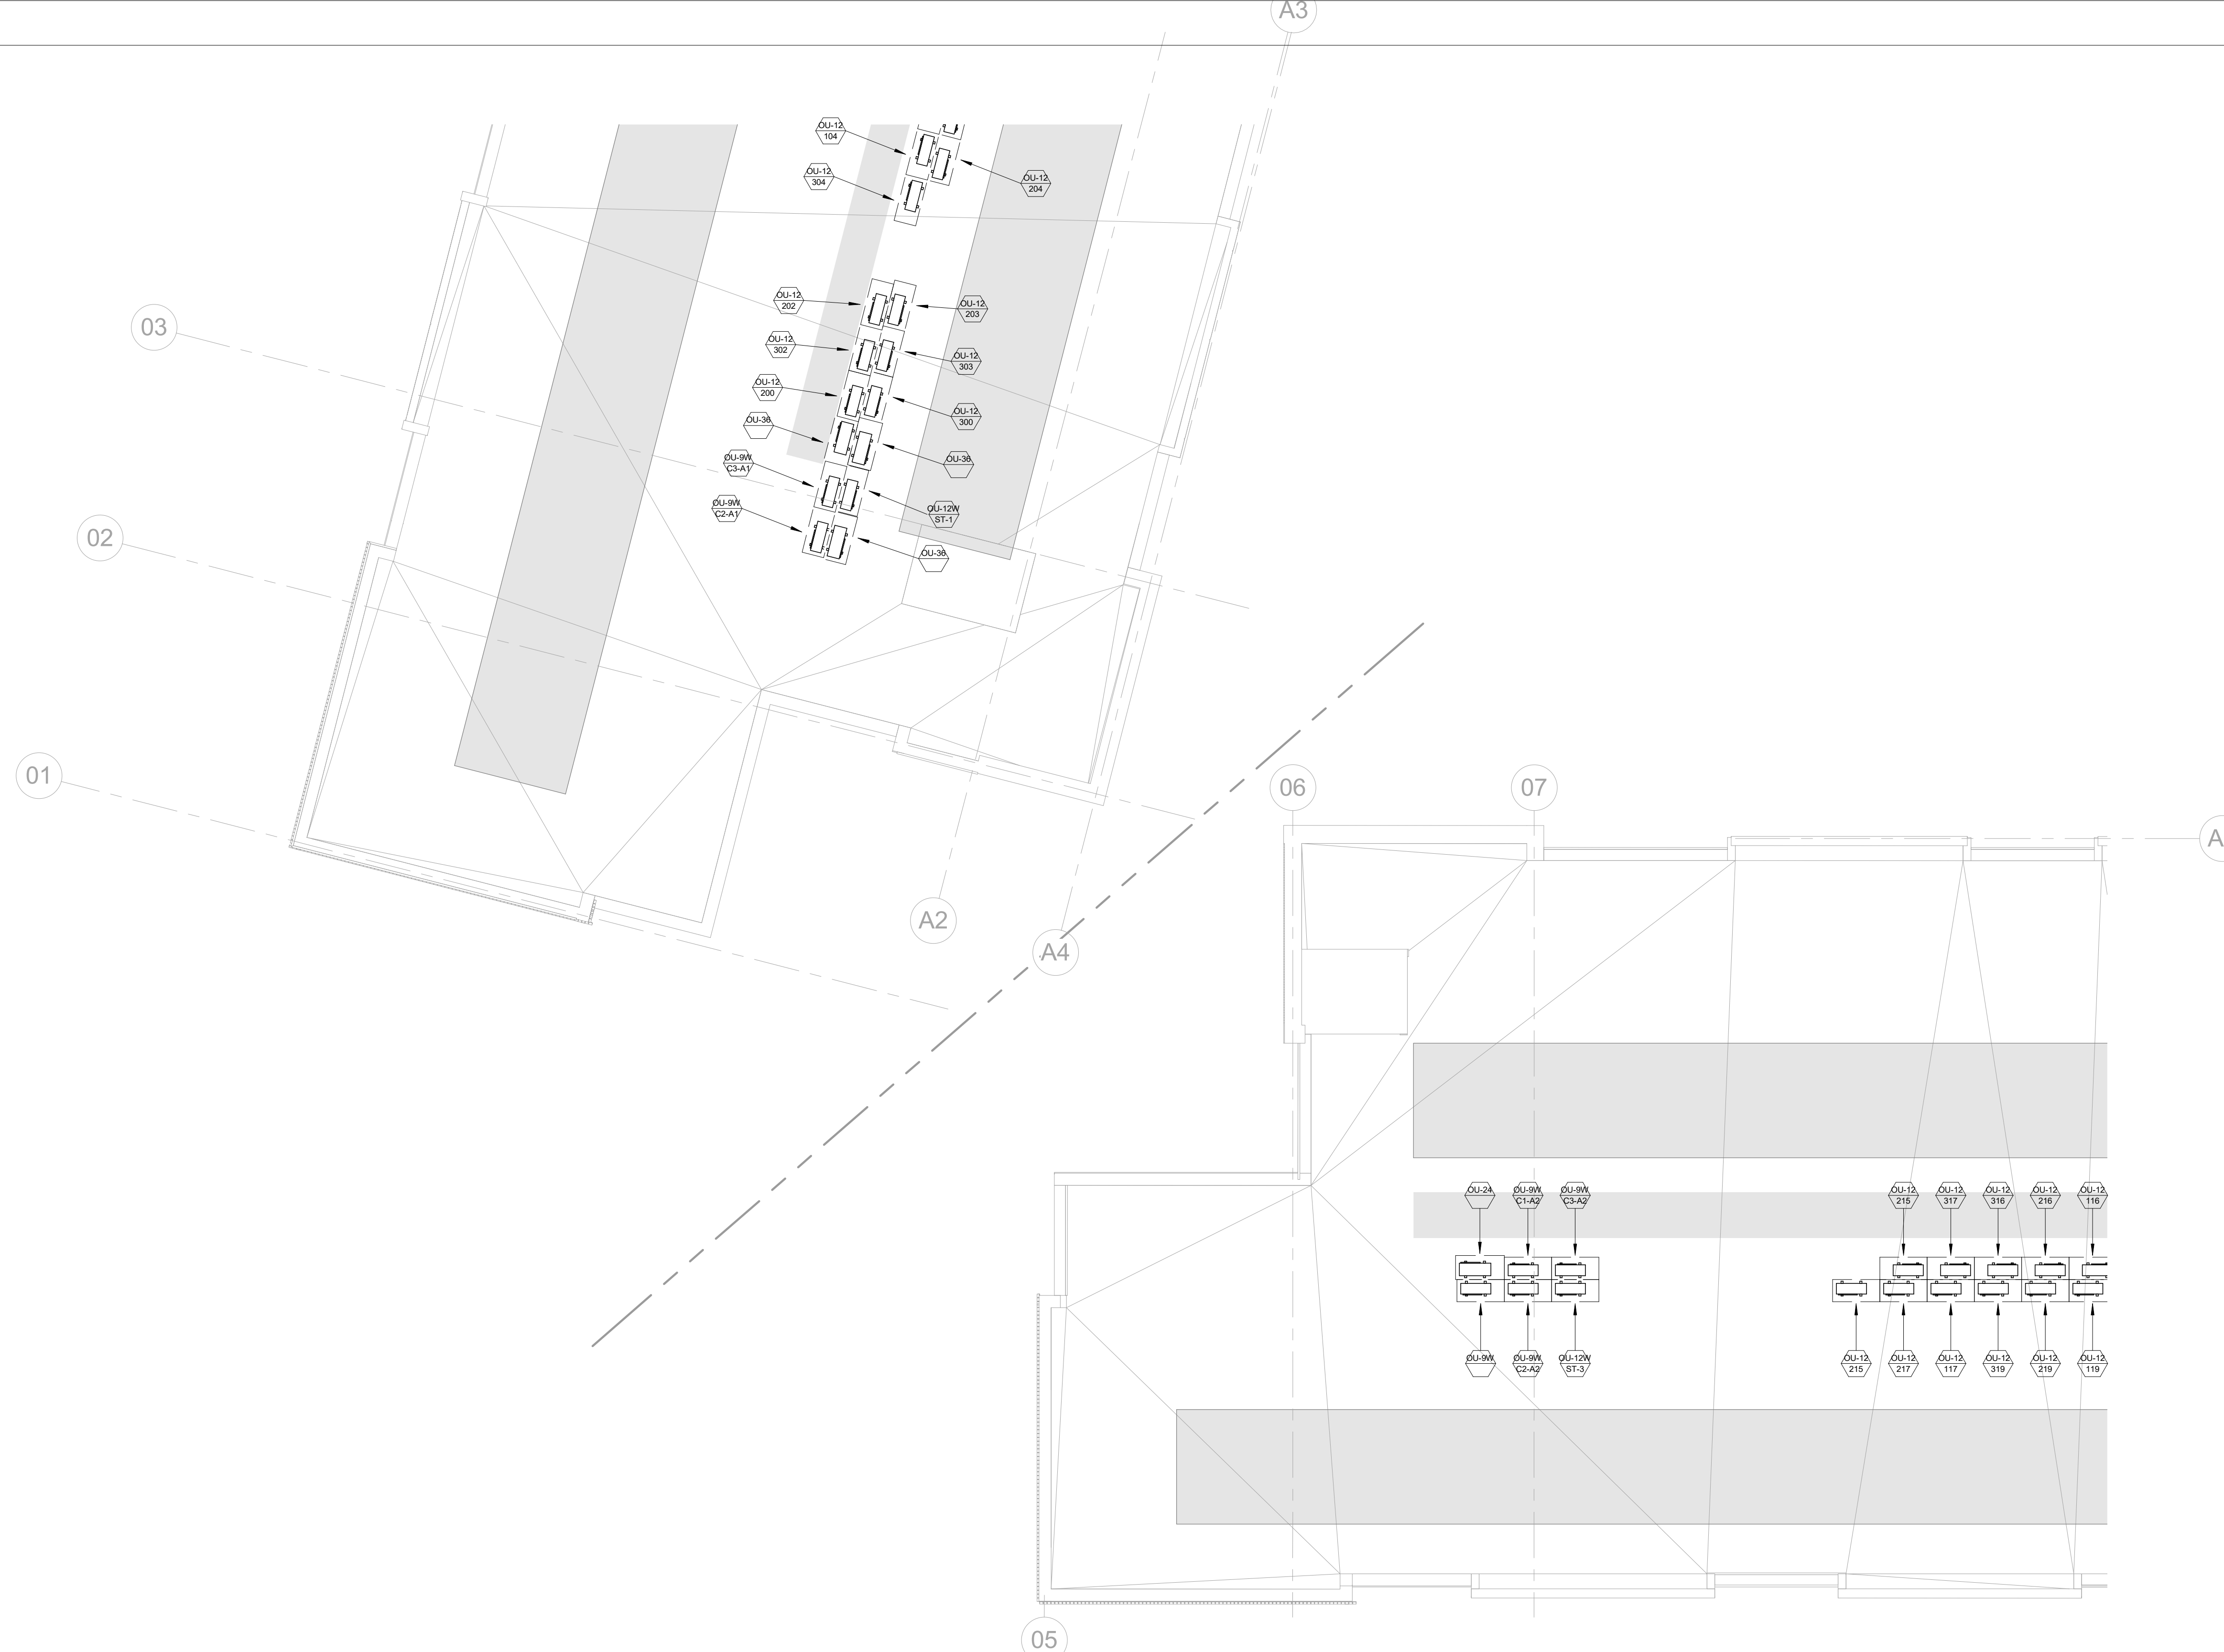 A3
OU-12
104
OU-12
304
OU-12
204
OU-12
202
OU-12
203
03
OU-12
302
OU-12
303
OU-12
200
OU-12
300
OU-36
OU-36
OU-9W
C3-A1
OU-12W
ST-1
OU-9W
C2-A1
02
OU-36
01
06
07
A
A2
A4
OU-24
OU-9W
C1-A2
OU-9W
C3-A2
OU-12
215
OU-12
317
OU-12
316
OU-12
216
OU-12
116
OU-9W
OU-9W
C2-A2
OU-12W
ST-3
OU-12
215
OU-12
217
OU-12
117
OU-12
319
OU-12
219
OU-12
119
05